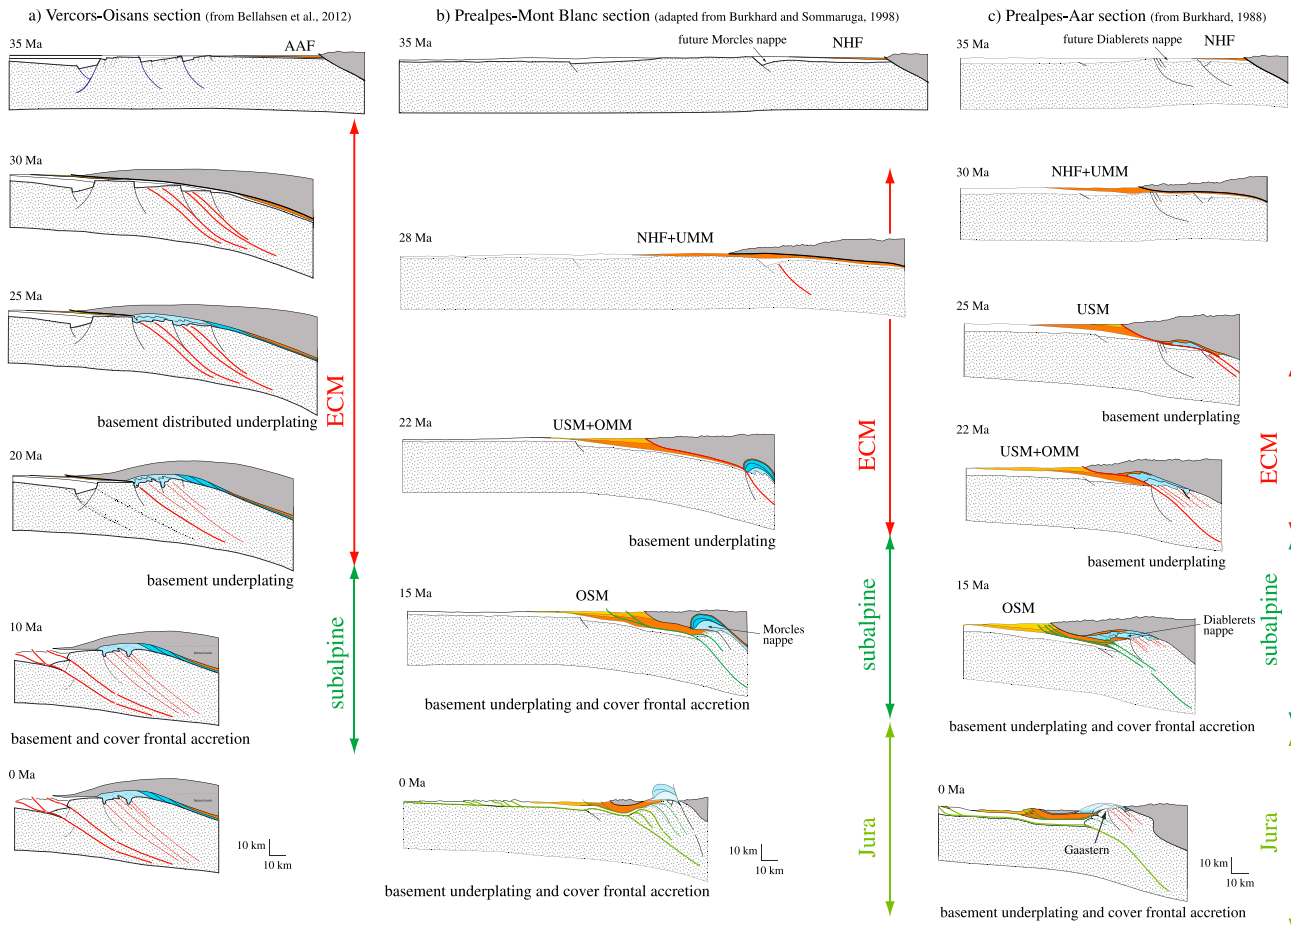 a) Vercors-Oisans section (from Bellahsen et al., 2012)
35 Ma
AAF
30 Ma
25 Ma
basement distributed underplating
20 Ma
basement underplating
10 Ma
basement and cover frontal accretion
0 Ma
10 km
10 km
ECM
subalpine
b) Prealpes-Mont Blanc section (adapted from Burkhard and Sommaruga, 1998)
35 Ma
future Morcles nappe
NHF
28 Ma
NHF+UMM
22 Ma
USM+OMM
basement underplating
15 Ma
OSM
Morcles
nappe
basement underplating and cover frontal accretion
0 Ma
10 km
10 km
basement underplating and cover frontal accretion
ECM
subalpine
Jura
c) Prealpes-Aar section (from Burkhard, 1988)
35 Ma
future Diablerets nappe
NHF
30 Ma
NHF+UMM
25 Ma
USM
basement underplating
22 Ma
USM+OMM
basement underplating
15 Ma
OSM
Diablerets
nappe
basement underplating and cover frontal accretion
0 Ma
Gaastern
10 km
10 km
basement underplating and cover frontal accretion
ECM
subalpine
Jura